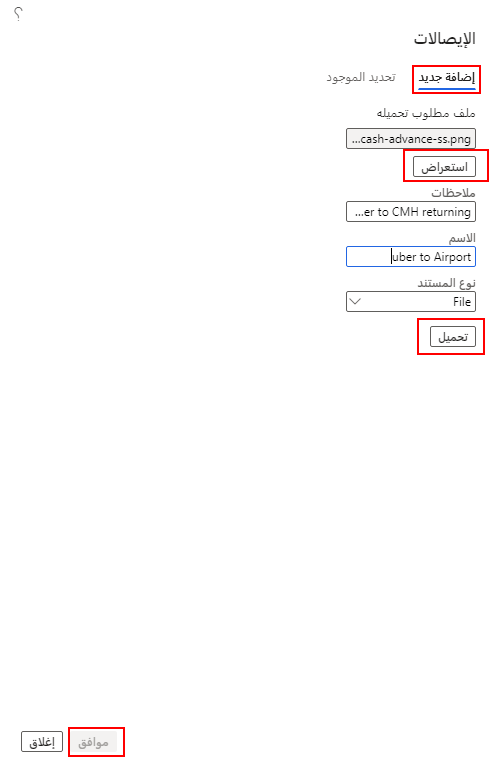 ؟
الإيصالات
إضافة جديد تحديد الموجود
ملف مطلوب تحميله
...cash-advance-ss.png
استعراض
ملاحظات
...er to CMH returning
الاسم
uber to Airport
نوع المستند
File
تحميل
موافق إغلاق